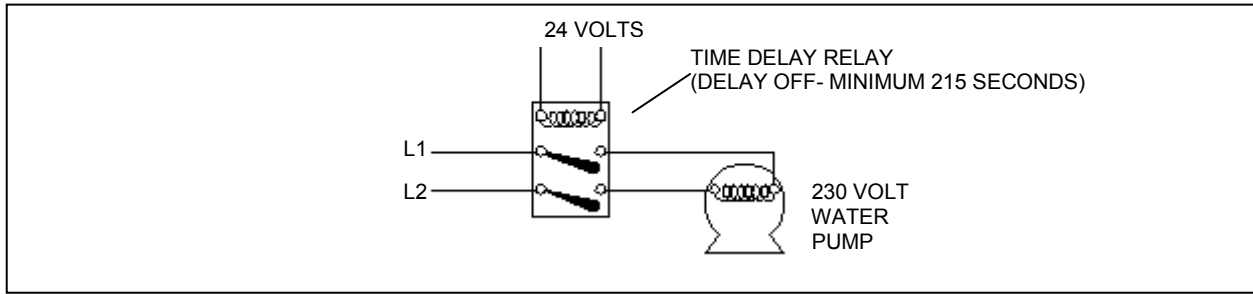 24 VOLTS
TIME DELAY RELAY
(DELAY OFF- MINIMUM 215 SECONDS)
L1
L2
230 VOLT
WATER
PUMP